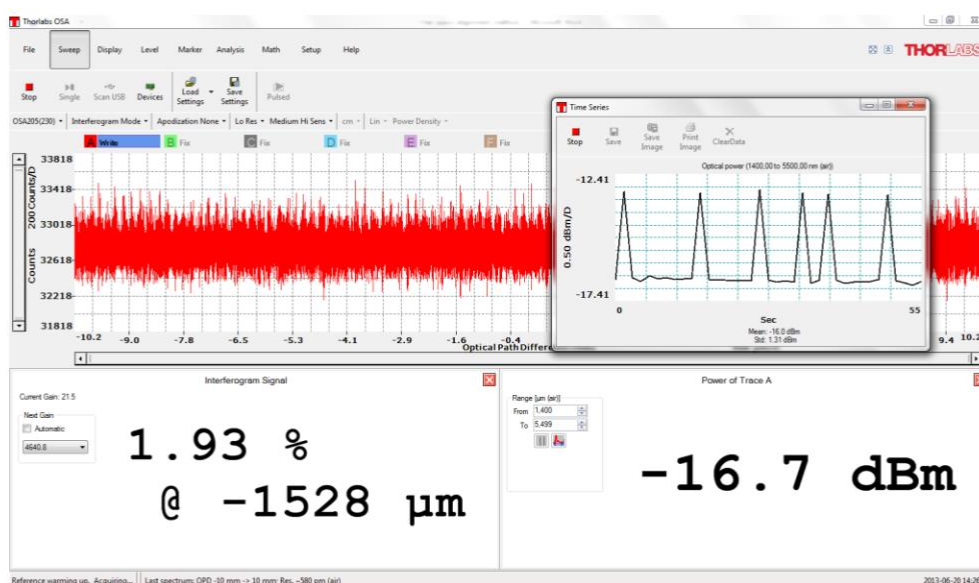 Thorlabs OSA
File Sweep Display Level Marker Analysis Math Setup Help
THORLABS
Stop Single Scan USB Devices Load Settings Save Settings Pulsed
OSA205(230) Interferogram Mode Apodization None Lo Res Medium Hi Sens cm Lin Power Density
A Write B Fix C Fix D Fix E Fix F Fix
33818
33418
33018
32618
32218
31818
Counts 200 Counts/D
-10.2 -9.0 -7.8 -6.5 -5.3 -4.1 -2.9 -1.6 -0.4 9.4 10.2
Optical Path Differe
Time Series
Stop Save Save Image Print Image ClearData
Optical power (1400,00 to 5500,00 nm (air))
-12.41
0.50 dBm/D
-17.41
0 55
Sec
Mean: -16.0 dBm
Std: 1.31 dBm
Interferogram Signal
Current Gain: 21.5
Next Gain
Automatic
4640.8
1.93 %
@ -1528 µm
Power of Trace A
Range [µm (air)]
From 1,400
To 5,499
-16.7 dBm
Reference warming up. Acquiring... Last spectrum: OPD -10 mm -> 10 mm; Res. ~580 pm (air) 2013-06-20 14:2